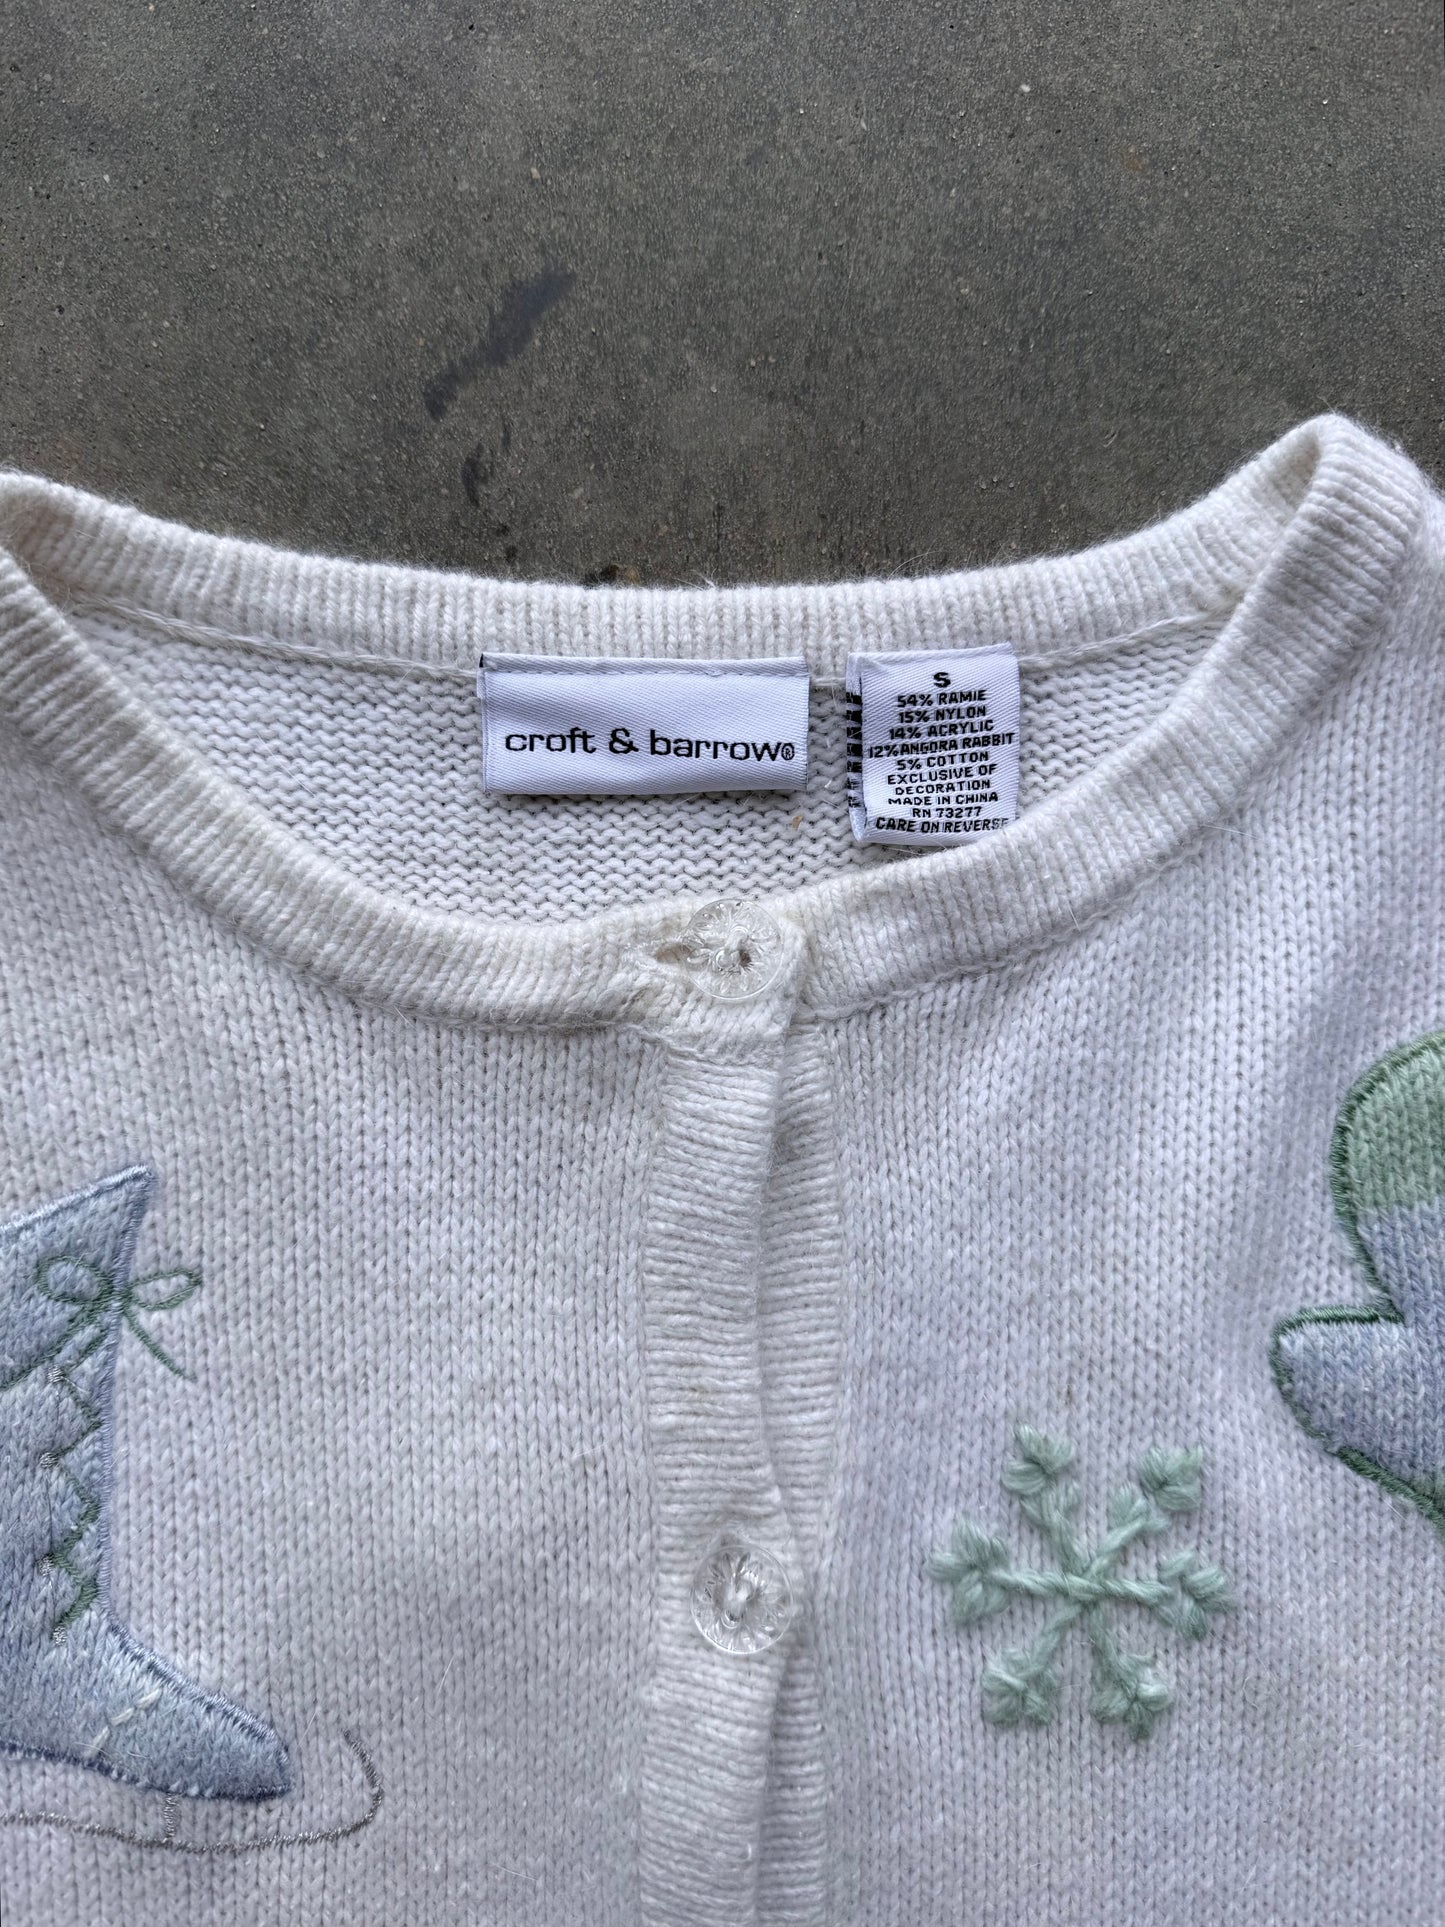 croft & barrow®
S
54% RAMIE
15% NYLON
14% ACRYLIC
12% ANGORA RABBIT
5% COTTON
EXCLUSIVE OF
DECORATION
MADE IN CHINA
RN 73277
CARE ON REVERSE